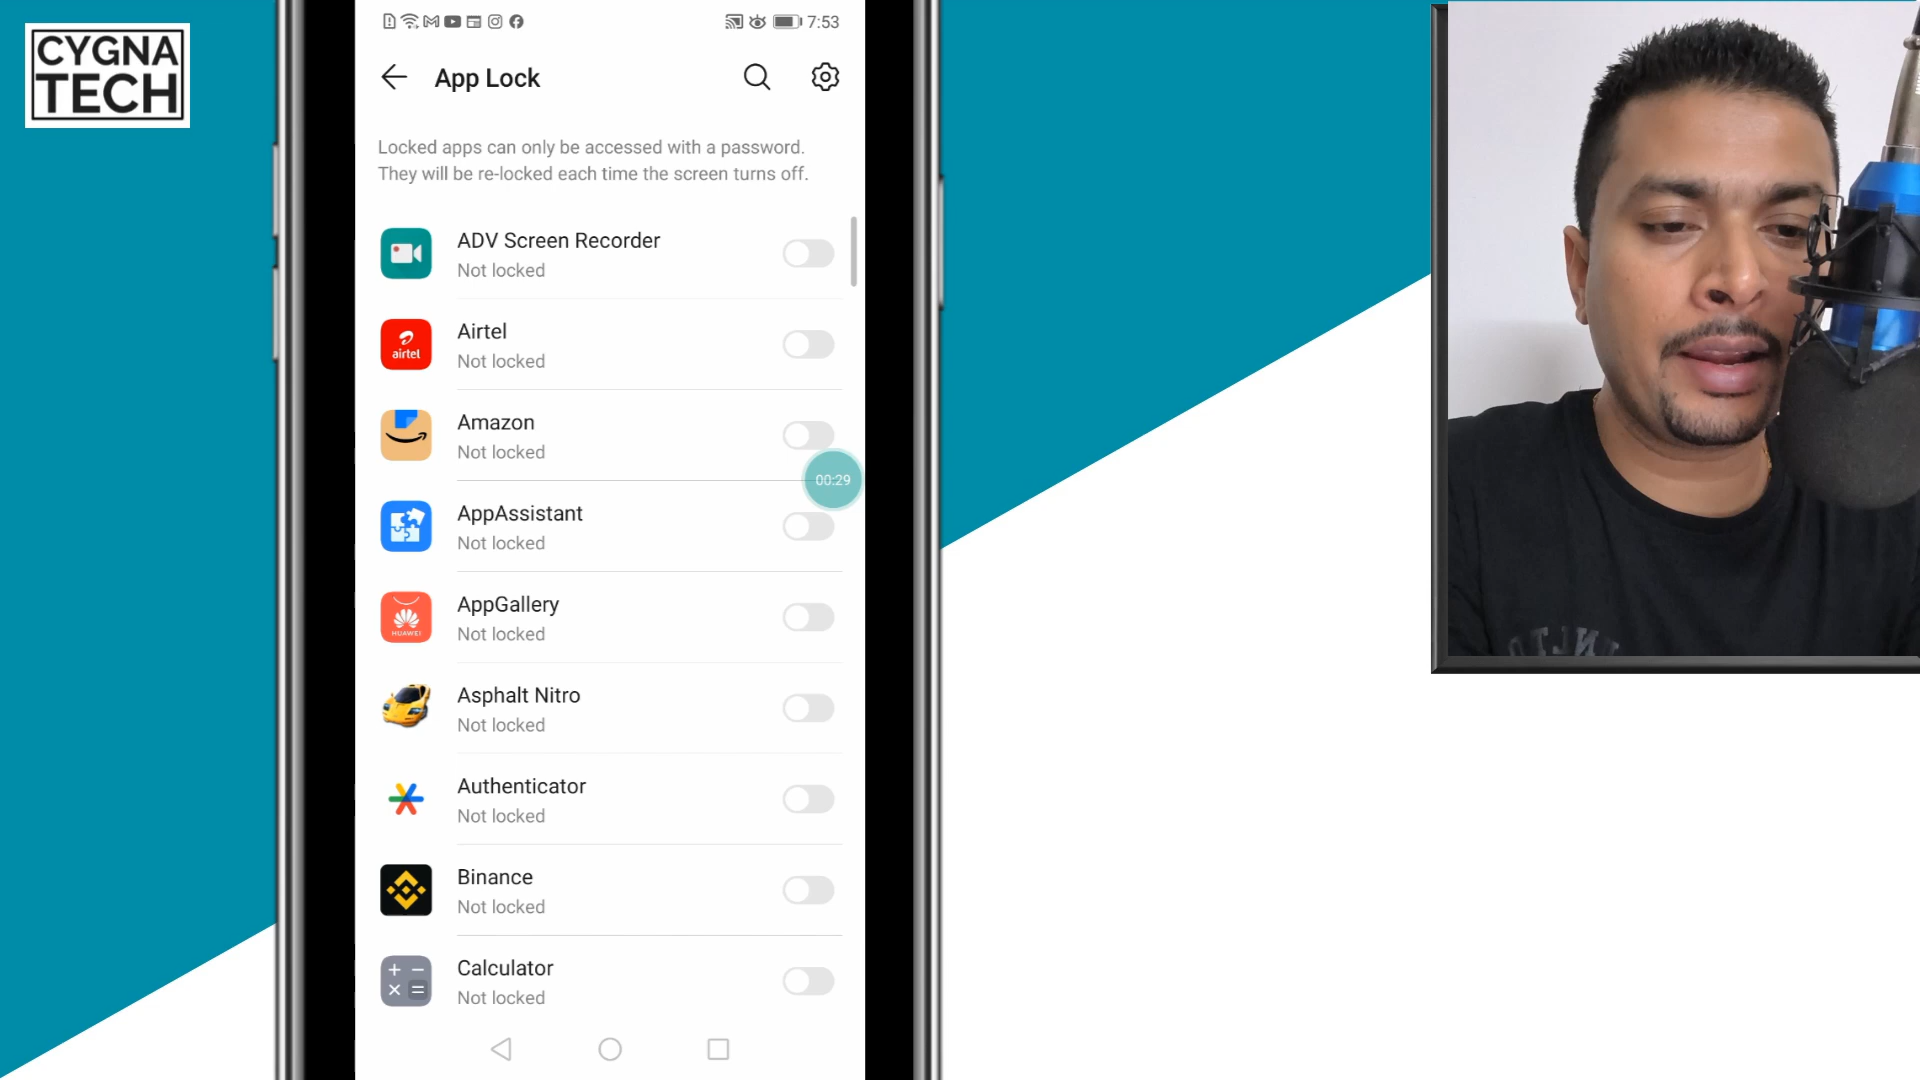 CYGNA
TECH
7:53
App Lock
Locked apps can only be accessed with a password.
They will be re-locked each time the screen turns off.
ADV Screen Recorder
Not locked
airtel
Airtel
Not locked
Amazon
Not locked
00:29
AppAssistant
Not locked
HUAWEI
AppGallery
Not locked
Asphalt Nitro
Not locked
Authenticator
Not locked
Binance
Not locked
Calculator
Not locked